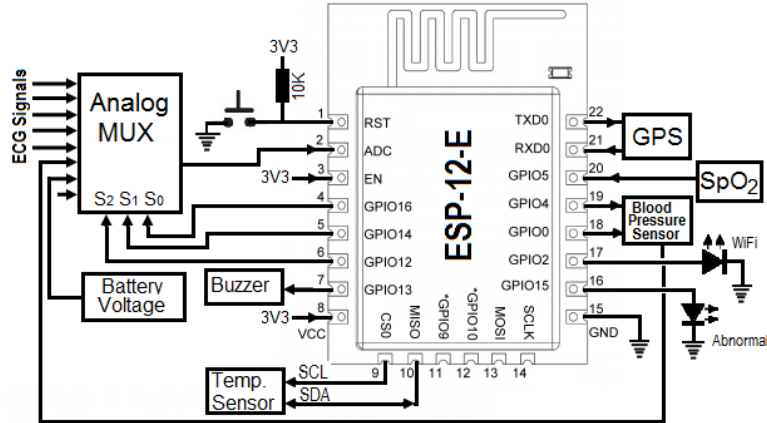 3V3
10K
ECG Signals
Analog
MUX
S2 S1 S0
Battery
Voltage
Buzzer
3V3
3V3
1
2
3
4
5
6
7
8
VCC
RST
ADC
EN
GPIO16
GPIO14
GPIO12
GPIO13
ESP-12-E
TXD0
RXD0
GPIO5
GPIO4
GPIO0
GPIO2
GPIO15
22
21
20
19
18
17
16
15
GND
GPS
SpO2
Blood
Pressure
Sensor
WiFi
Abnormal
CS0
MISO
*GPIO9
*GPIO10
MOSI
SCLK
9
10
11
12
13
14
SCL
SDA
Temp.
Sensor